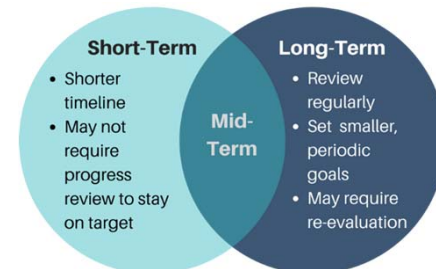 Short-Term
• Shorter
timeline
• May not
require
progress
review to stay
on target
Mid-
Term
Long-Term
• Review
regularly
• Set smaller,
periodic
goals
• May require
re-evaluation